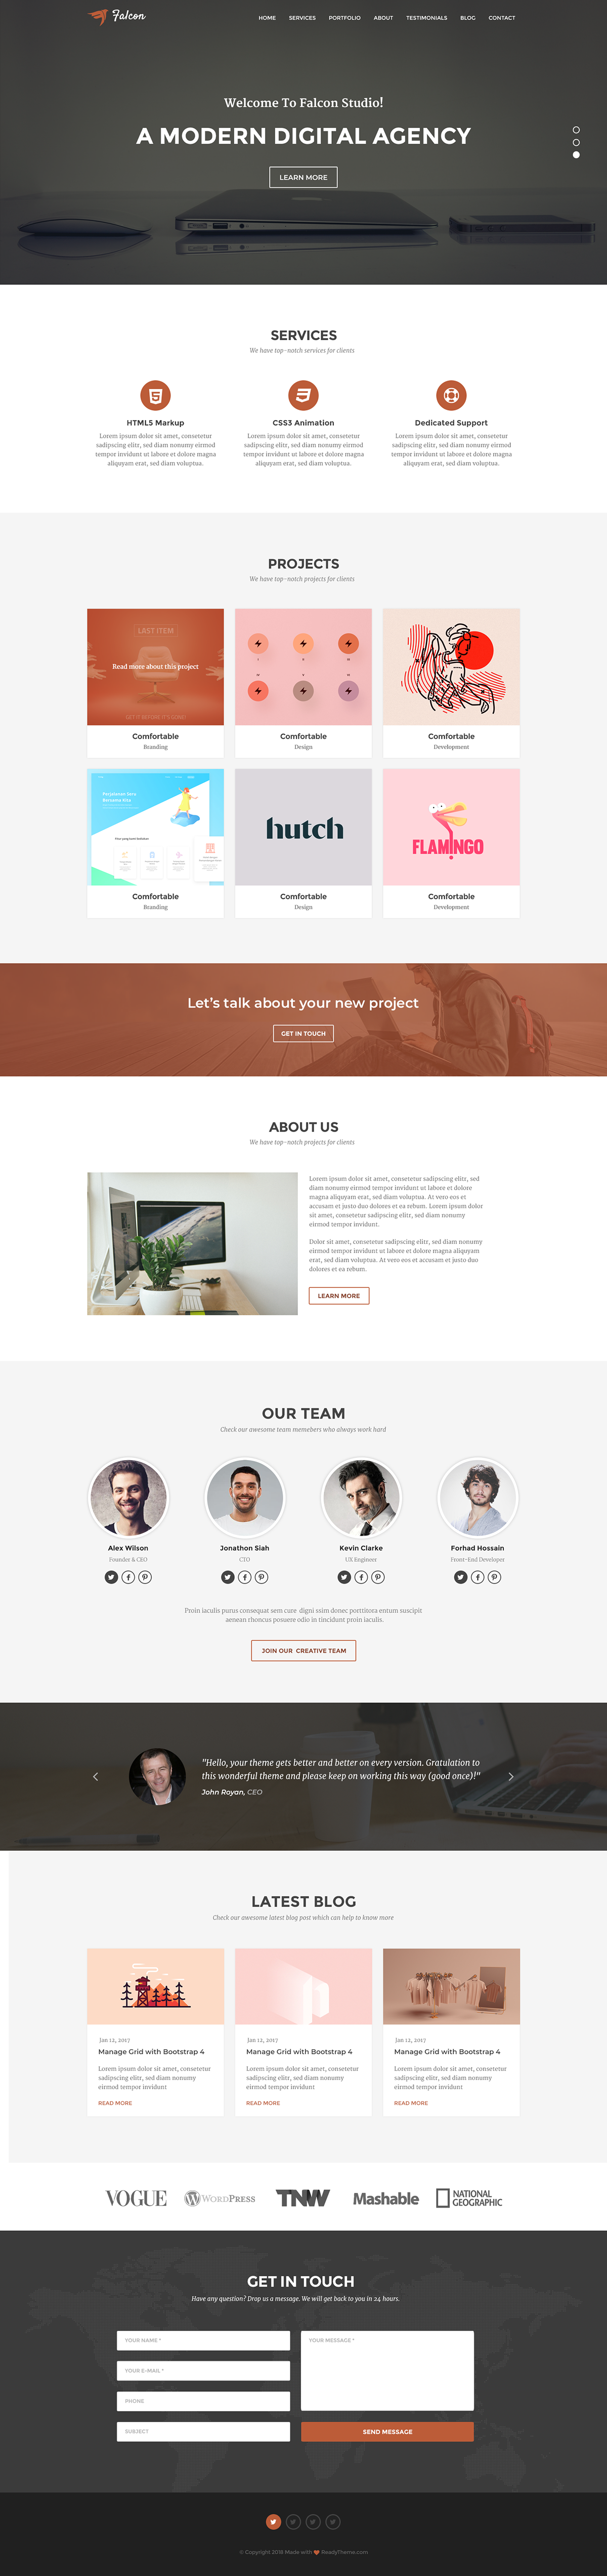 Falcon
HOME SERVICES PORTFOLIO ABOUT TESTIMONIALS BLOG CONTACT
Welcome To Falcon Studio!
A MODERN DIGITAL AGENCY
LEARN MORE
SERVICES
We have top-notch services for clients
HTML5 Markup
Lorem ipsum dolor sit amet, consetetur
sadipscing elitr, sed diam nonumy eirmod
tempor invidunt ut labore et dolore magna
aliquyam erat, sed diam voluptua.
CSS3 Animation
Lorem ipsum dolor sit amet, consetetur
sadipscing elitr, sed diam nonumy eirmod
tempor invidunt ut labore et dolore magna
aliquyam erat, sed diam voluptua.
Dedicated Support
Lorem ipsum dolor sit amet, consetetur
sadipscing elitr, sed diam nonumy eirmod
tempor invidunt ut labore et dolore magna
aliquyam erat, sed diam voluptua.
PROJECTS
We have top-notch projects for clients
LAST ITEM
Read more about this project
GET IT BEFORE IT'S GONE!
Comfortable
Branding
Comfortable
Design
Comfortable
Development
Perjalanan Seru
Bersama Kita
Comfortable
Branding
hutch
Comfortable
Design
FLAMINGO
Comfortable
Development
Let's talk about your new project
GET IN TOUCH
ABOUT US
We have top-notch projects for clients
Lorem ipsum dolor sit amet, consetetur sadipscing elitr, sed
diam nonumy eirmod tempor invidunt ut labore et dolore
magna aliquyam erat, sed diam voluptua. At vero eos et
accusam et justo duo dolores et ea rebum. Lorem ipsum dolor
sit amet, consetetur sadipscing elitr, sed diam nonumy
eirmod tempor invidunt.
Dolor sit amet, consetetur sadipscing elitr, sed diam nonumy
eirmod tempor invidunt ut labore et dolore magna aliquyam
erat, sed diam voluptua. At vero eos et accusam et justo duo
dolores et ea rebum.
LEARN MORE
OUR TEAM
Check our awesome team memebers who always work hard
Alex Wilson
Founder & CEO
Jonathon Siah
CTO
Kevin Clarke
UX Engineer
Forhad Hossain
Front-End Developer
Proin iaculis purus consequat sem cure digni ssim donec porttitora entum suscipit
aenean rhoncus posuere odio in tincidunt proin iaculis.
JOIN OUR CREATIVE TEAM
"Hello, your theme gets better and better on every version. Gratulation to
this wonderful theme and please keep on working this way (good once)!"
John Royan, CEO
LATEST BLOG
Check our awesome latest blog post which can help to know more
Jan 12, 2017
Manage Grid with Bootstrap 4
Lorem ipsum dolor sit amet, consetetur
sadipscing elitr, sed diam nonumy
eirmod tempor invidunt
READ MORE
Jan 12, 2017
Manage Grid with Bootstrap 4
Lorem ipsum dolor sit amet, consetetur
sadipscing elitr, sed diam nonumy
eirmod tempor invidunt
READ MORE
Jan 12, 2017
Manage Grid with Bootstrap 4
Lorem ipsum dolor sit amet, consetetur
sadipscing elitr, sed diam nonumy
eirmod tempor invidunt
READ MORE
VOGUE
WORDPRESS
TNW
Mashable
NATIONAL
GEOGRAPHIC
GET IN TOUCH
Have any question? Drop us a message. We will get back to you in 24 hours.
YOUR NAME *
YOUR E-MAIL *
PHONE
SUBJECT
YOUR MESSAGE *
SEND MESSAGE
© Copyright 2016 Made with ReadyTheme.com